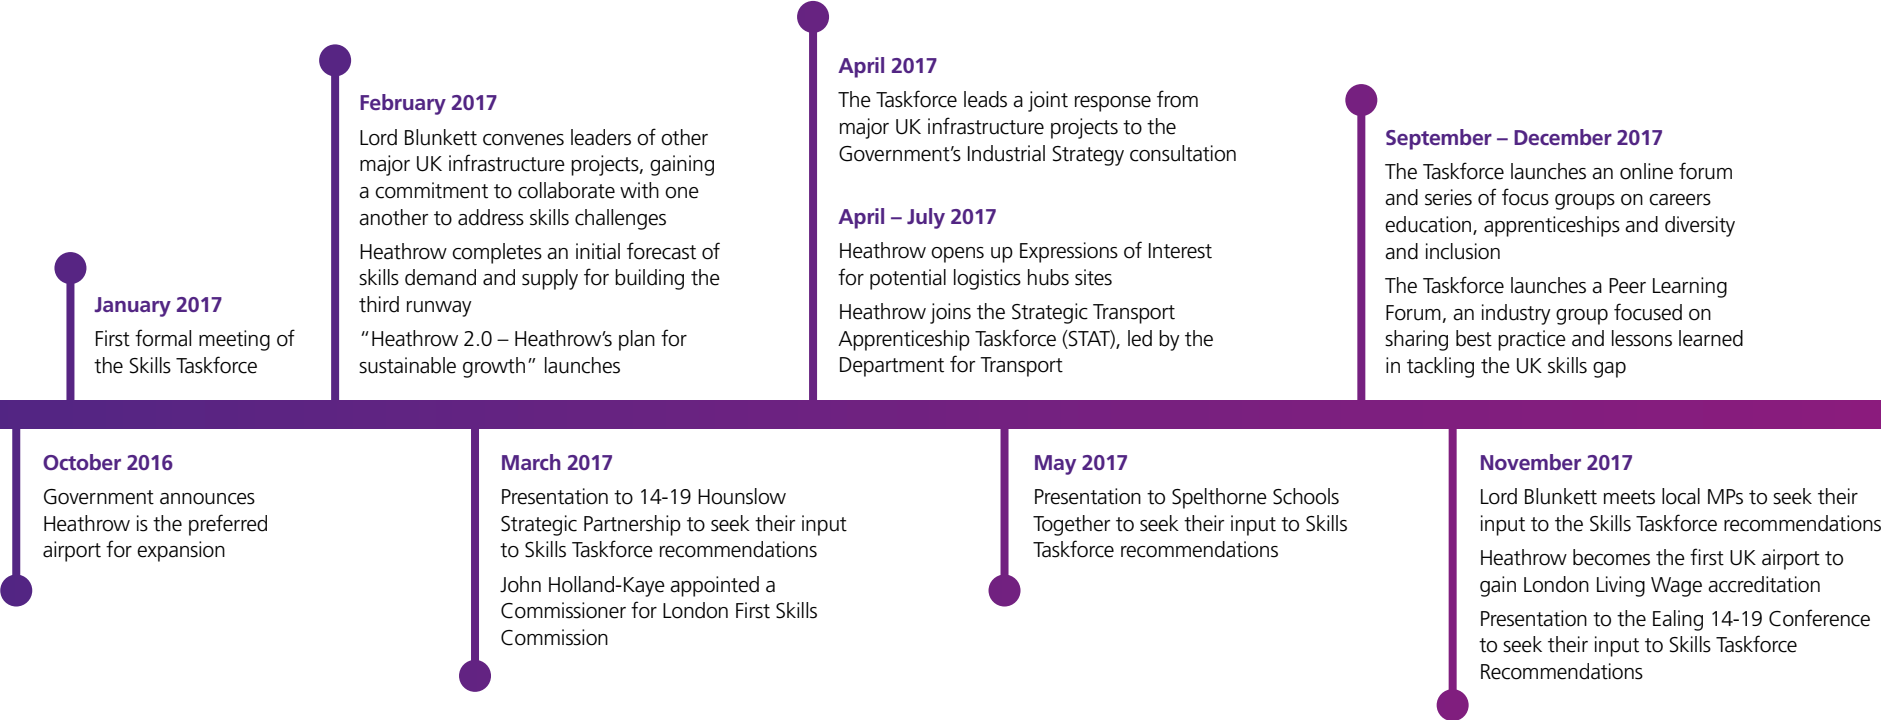 January 2017
First formal meeting of
the Skills Taskforce
February 2017
Lord Blunkett convenes leaders of other
major UK infrastructure projects, gaining
a commitment to collaborate with one
another to address skills challenges
Heathrow completes an initial forecast of
skills demand and supply for building the
third runway
“Heathrow 2.0 – Heathrow’s plan for
sustainable growth” launches
April 2017
The Taskforce leads a joint response from
major UK infrastructure projects to the
Government’s Industrial Strategy consultation
April – July 2017
Heathrow opens up Expressions of Interest
for potential logistics hubs sites
Heathrow joins the Strategic Transport
Apprenticeship Taskforce (STAT), led by the
Department for Transport
September – December 2017
The Taskforce launches an online forum
and series of focus groups on careers
education, apprenticeships and diversity
and inclusion
The Taskforce launches a Peer Learning
Forum, an industry group focused on
sharing best practice and lessons learned
in tackling the UK skills gap
October 2016
Government announces
Heathrow is the preferred
airport for expansion
March 2017
Presentation to 14-19 Hounslow
Strategic Partnership to seek their input
to Skills Taskforce recommendations
John Holland-Kaye appointed a
Commissioner for London First Skills
Commission
May 2017
Presentation to Spelthorne Schools
Together to seek their input to Skills
Taskforce recommendations
November 2017
Lord Blunkett meets local MPs to seek their
input to the Skills Taskforce recommendations
Heathrow becomes the first UK airport to
gain London Living Wage accreditation
Presentation to the Ealing 14-19 Conference
to seek their input to Skills Taskforce
Recommendations